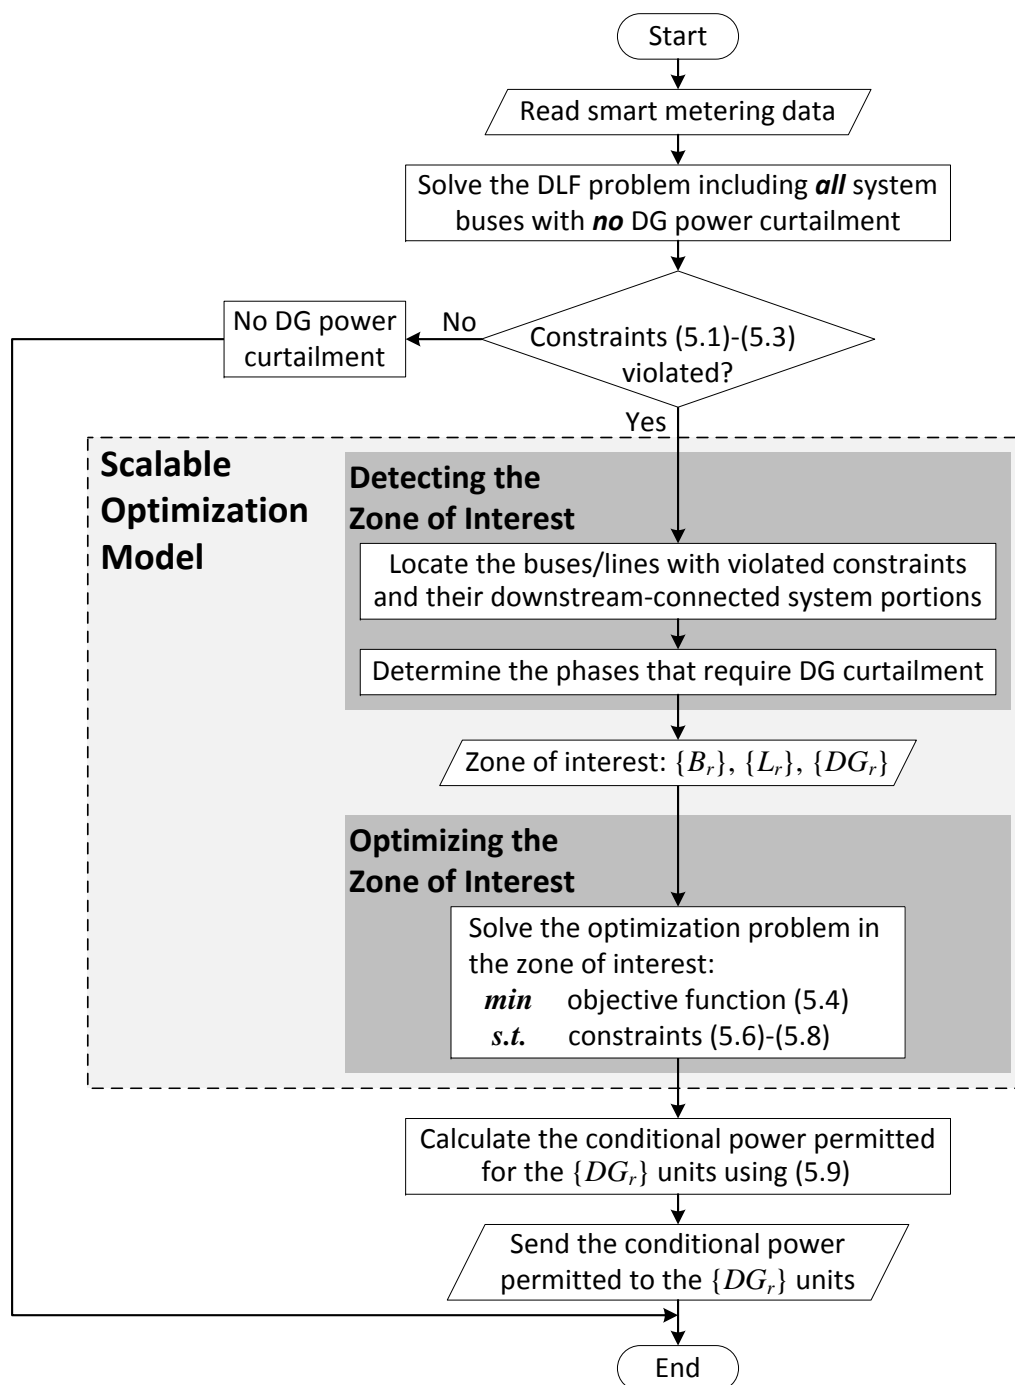 Start
Read smart metering data
Solve the DLF problem including all system
buses with no DG power curtailment
No DG power
curtailment
No
Constraints (5.1)-(5.3)
violated?
Yes
Scalable
Optimization
Model
Detecting the
Zone of Interest
Locate the buses/lines with violated constraints
and their downstream-connected system portions
Determine the phases that require DG curtailment
Zone of interest: {B_r}, {L_r}, {DG_r}
Optimizing the
Zone of Interest
Solve the optimization problem in
the zone of interest:
min objective function (5.4)
s.t. constraints (5.6)-(5.8)
Calculate the conditional power permitted
for the {DG_r} units using (5.9)
Send the conditional power
permitted to the {DG_r} units
End